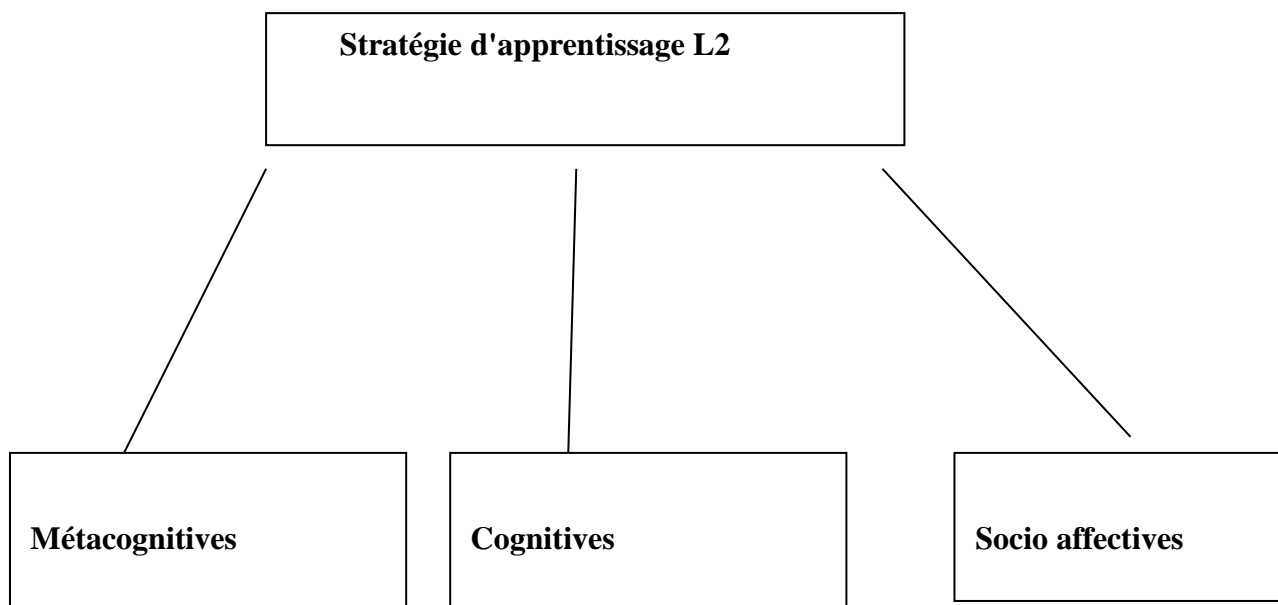 Stratégie d'apprentissage L2
Métacognitives
Cognitives
Socio affectives